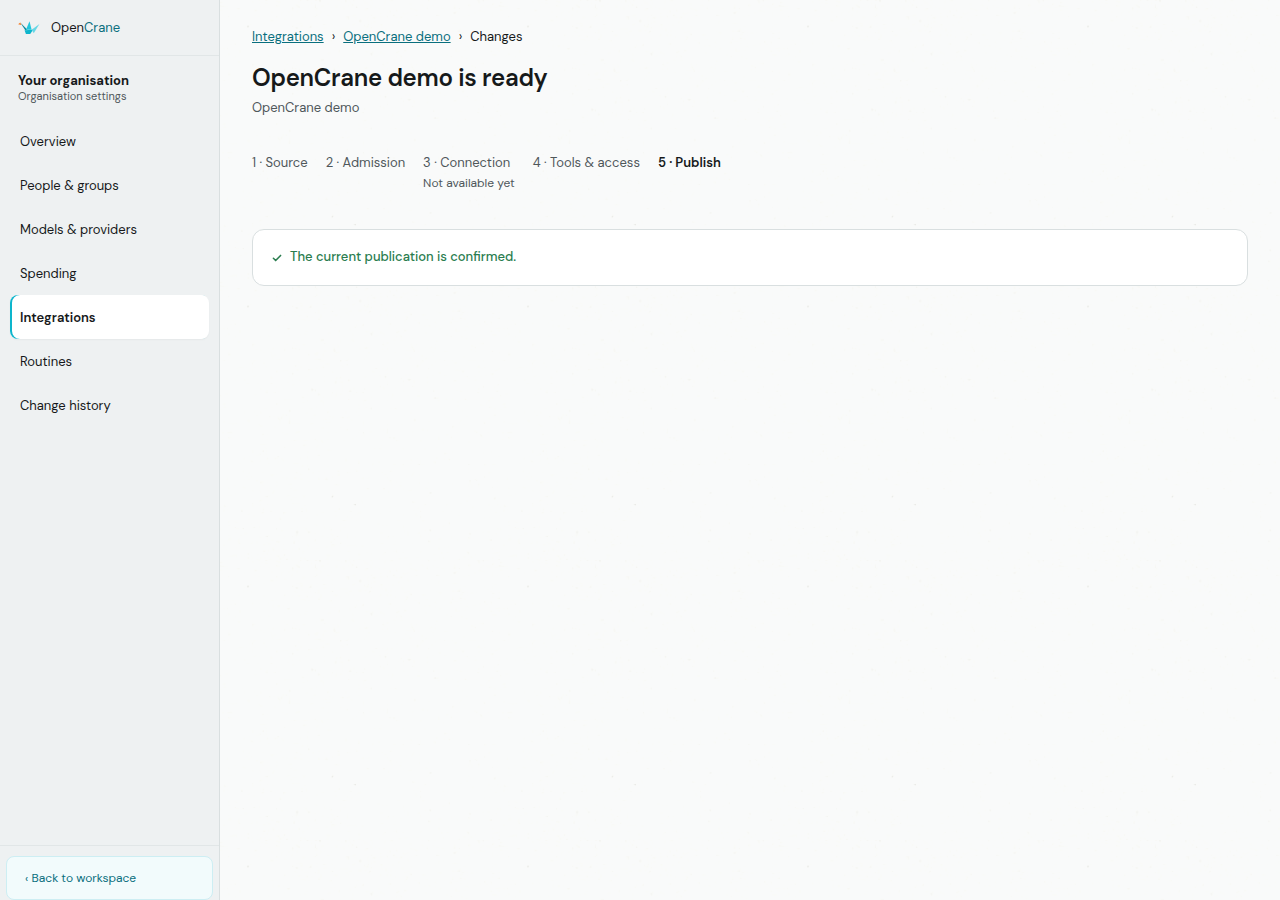 OpenCrane
Your organisation
Organisation settings
Overview
People & groups
Models & providers
Spending
Integrations
Routines
Change history
‹ Back to workspace
Integrations › OpenCrane demo › Changes
OpenCrane demo is ready
OpenCrane demo
1 · Source 2 · Admission 3 · Connection 4 · Tools & access 5 · Publish
Not available yet
The current publication is confirmed.